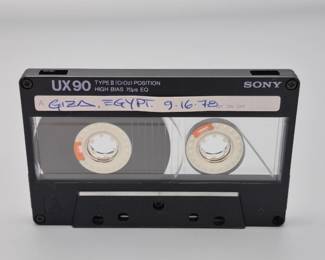 UX90 TYPE II (CrO2) POSITION
HIGH BIAS 70μs EQ
SONY
A GIZA, EGYPT. 9-16-78